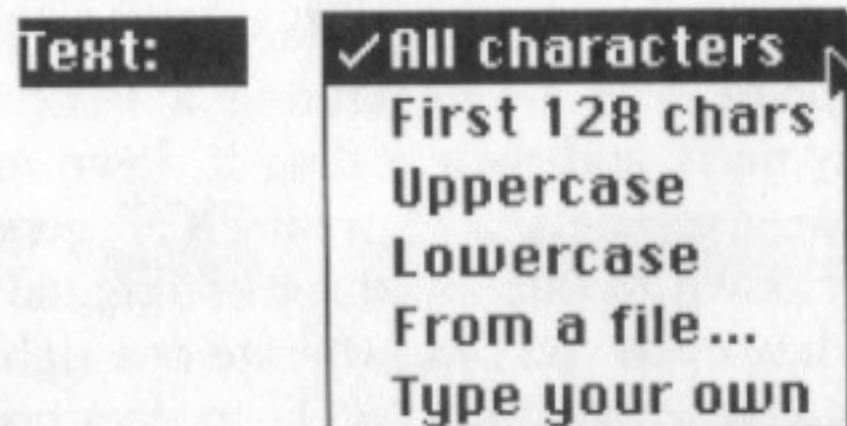 Text:
✓All characters
First 128 chars
Uppercase
Lowercase
From a file...
Type your own